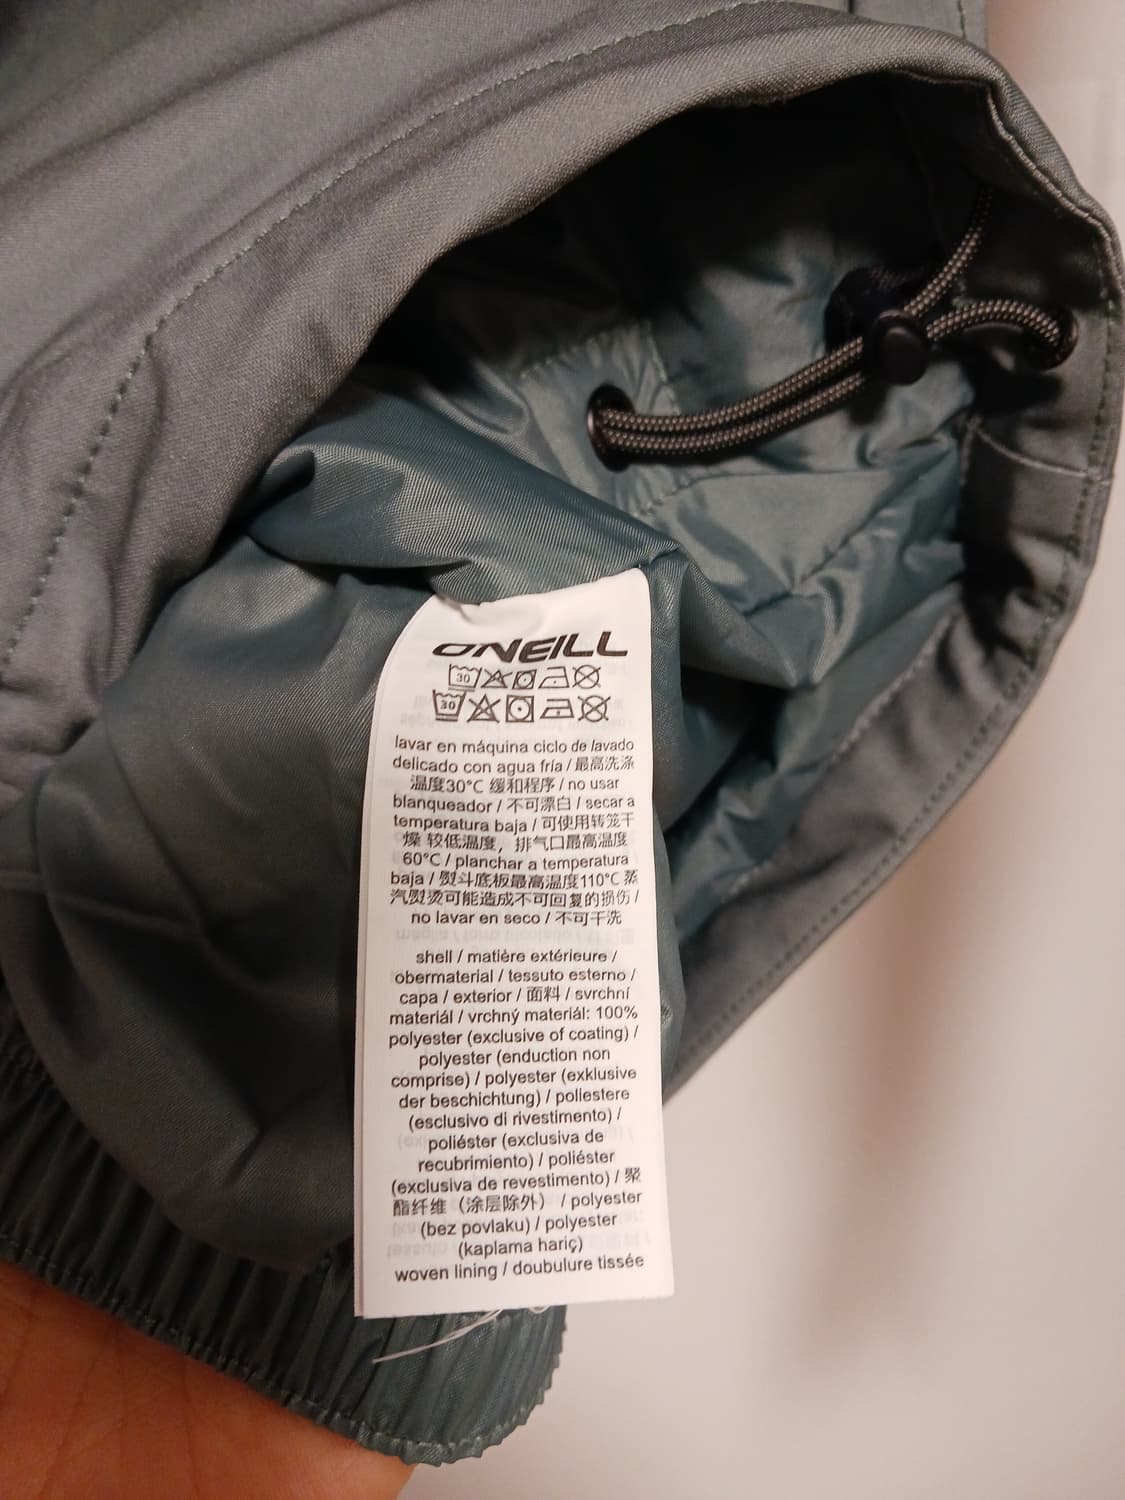 O'NEILL
30
30
lavar en máquina ciclo de lavado
delicado con agua fría / 最高洗涤
温度30°C 缓和程序 / no usar
blanqueador / 不可漂白 / secar a
temperatura baja / 可使用转笼干
燥 较低温度，排气口最高温度
60°C / planchar a temperatura
baja / 熨斗底板最高温度110°C 蒸
汽熨烫可能造成不可回复的损伤 /
no lavar en seco / 不可干洗
shell / matière extérieure /
obermaterial / tessuto esterno /
capa / exterior / 面料 / svrchní
materiál / vrchný materiál: 100%
polyester (exclusive of coating) /
polyester (enduction non
comprise) / polyester (exklusive
der beschichtung) / poliestere
(esclusivo di rivestimento) /
poliéster (exclusiva de
recubrimiento) / poliéster
(exclusiva de revestimento) / 聚
酯纤维（涂层除外） / polyester
(bez povlaku) / polyester
(kaplama hariç)
woven lining / doubulure tissée